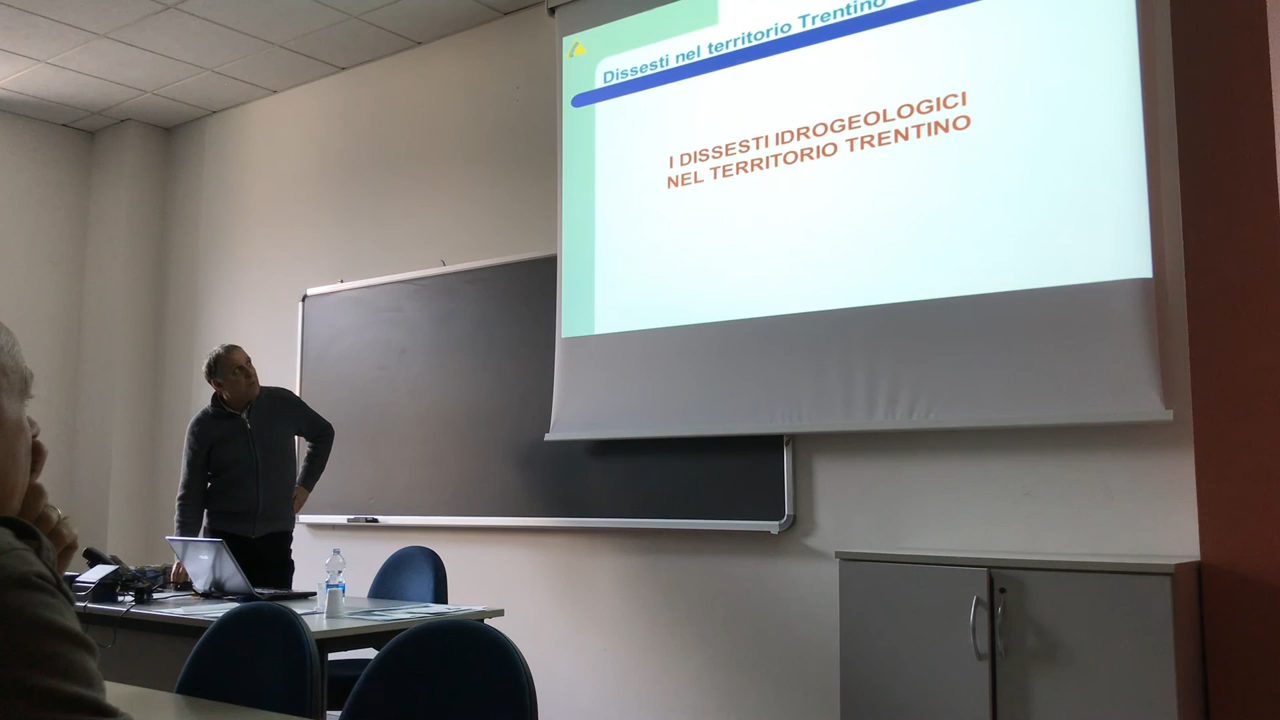 Dissesti nel territorio Trentino
I DISSESTI IDROGEOLOGICI
NEL TERRITORIO TRENTINO